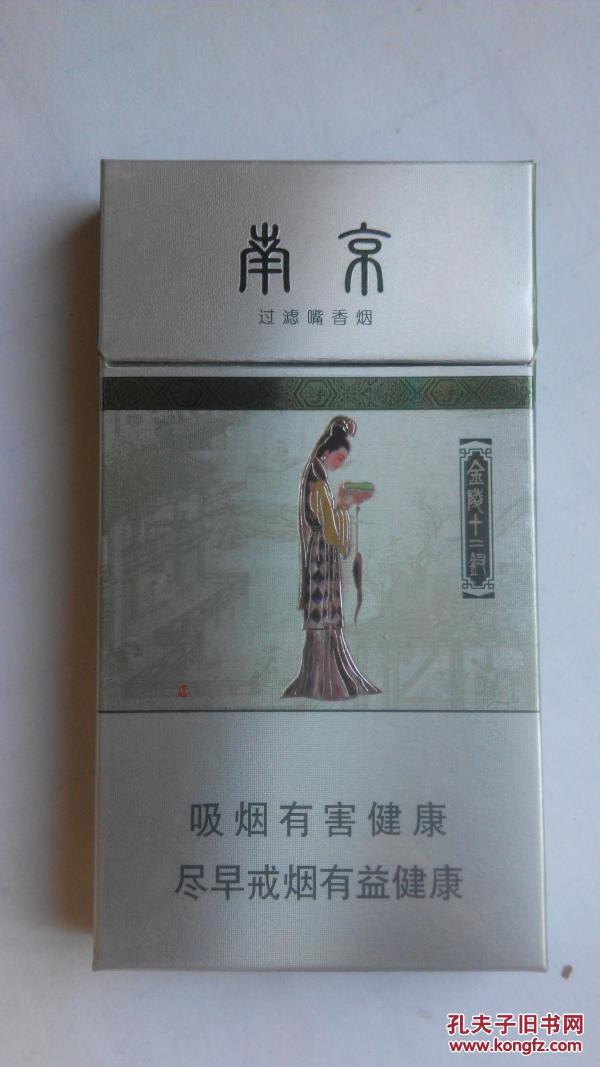 南京
过滤嘴香烟
金陵十二釵
吸烟有害健康
尽早戒烟有益健康
孔夫子旧书网
www.kongfz.com